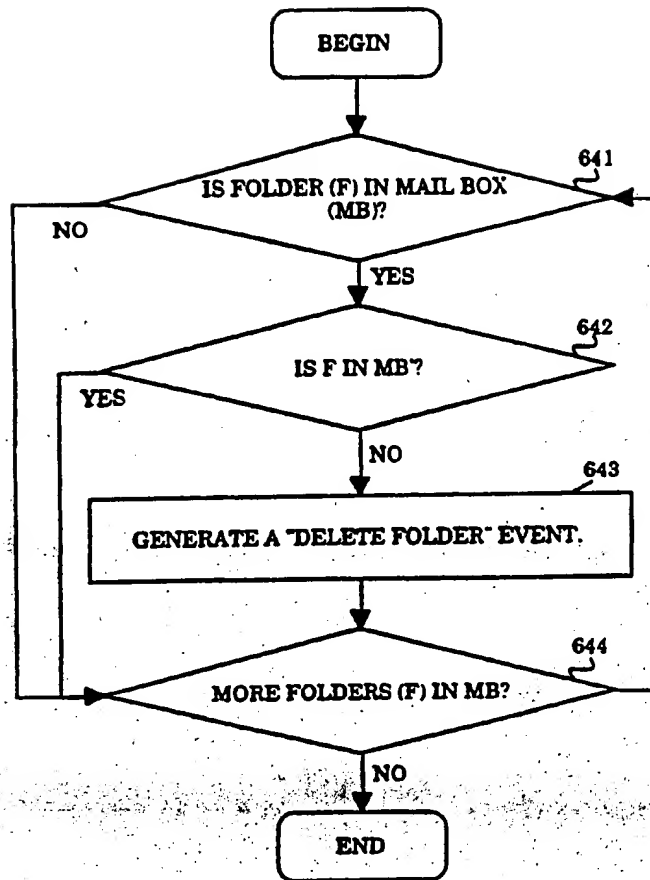 BEGIN
641
IS FOLDER (F) IN MAIL BOX
(MB)?
NO
YES
642
IS F IN MB'?
YES
NO
643
GENERATE A "DELETE FOLDER" EVENT.
644
MORE FOLDERS (F) IN MB?
NO
END